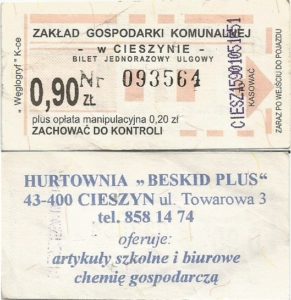 „Węglogryf" K-ce
ZAKŁAD GOSPODARKI KOMUNALNEJ
- w CIESZYNIE -
BILET JEDNORAZOWY ULGOWY
Nr 093564
0,90 ZŁ
plus opłata manipulacyjna 0,20 zł
ZACHOWAĆ DO KONTROLI
KASOWAĆ
ZARAZ PO WEJŚCIU DO POJAZDU
HURTOWNIA „BESKID PLUS"
43-400 CIESZYN ul. Towarowa 3
tel. 858 14 74
oferuje:
artykuły szkolne i biurowe
chemię gospodarczą